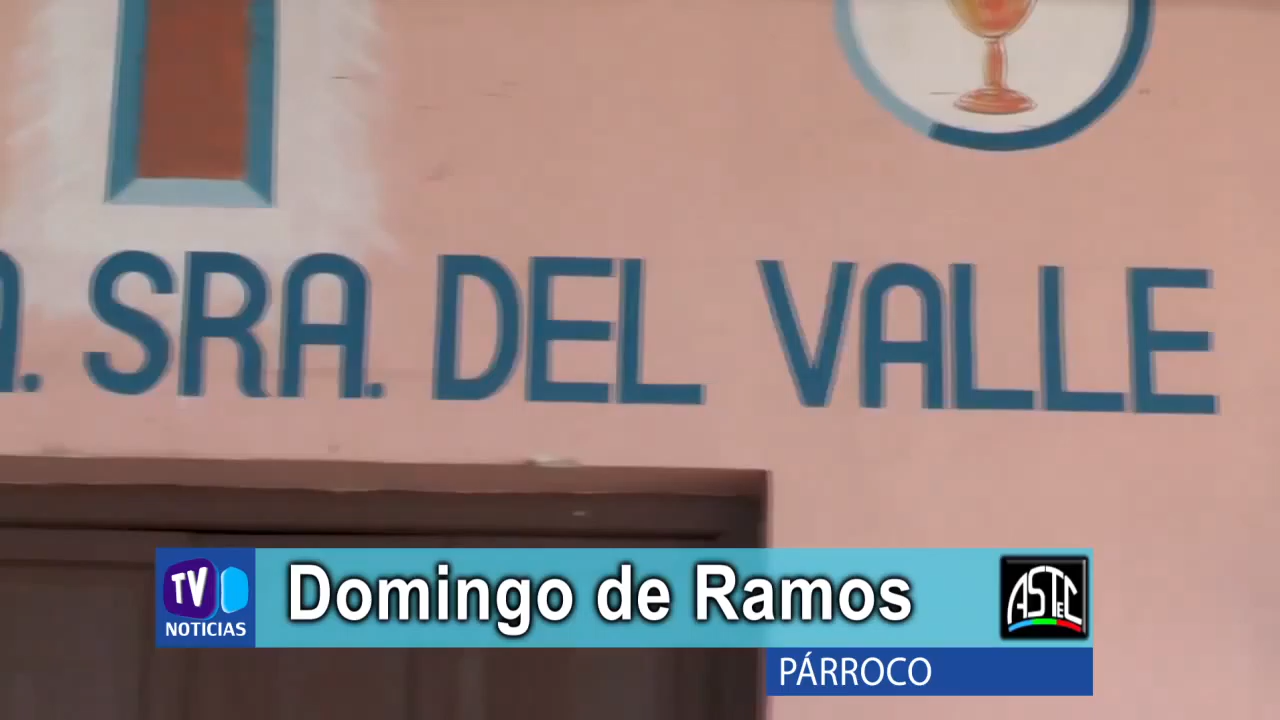 A. SRA. DEL VALLE
TV
NOTICIAS
Domingo de Ramos
ASTEC
PÁRROCO